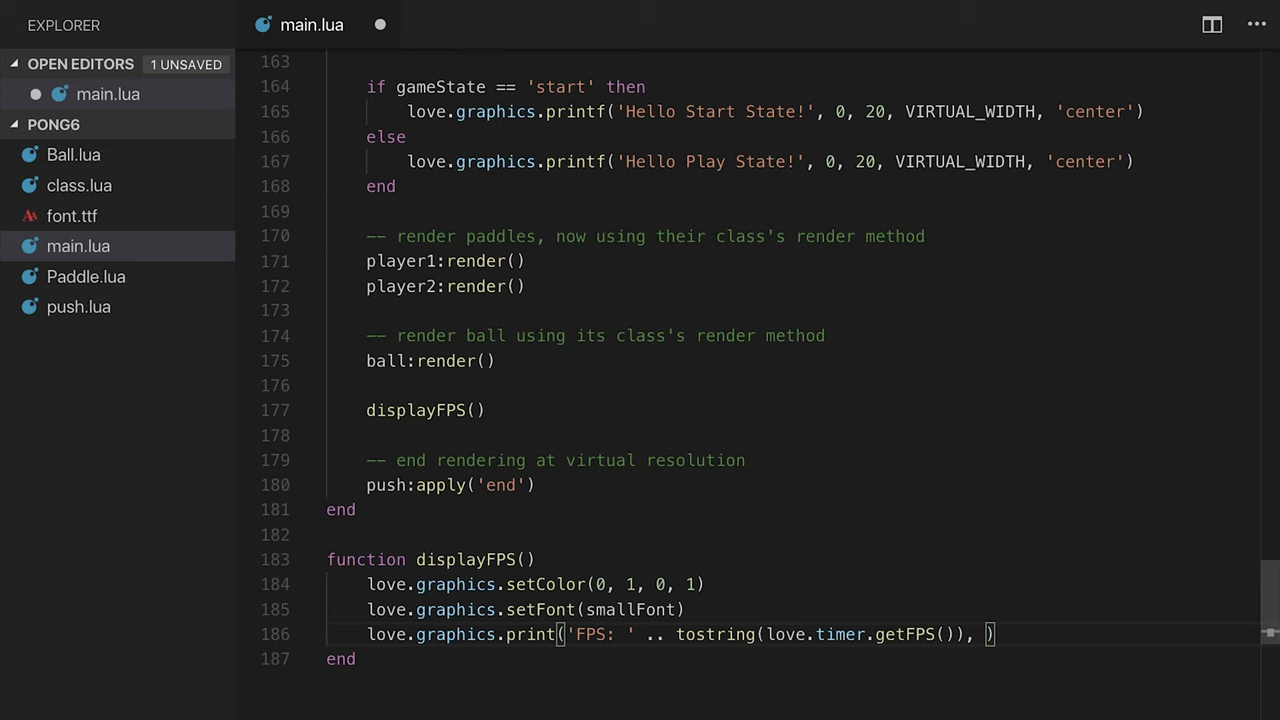 EXPLORER
main.lua
OPEN EDITORS 1 UNSAVED
main.lua
PONG6
Ball.lua
class.lua
font.ttf
main.lua
Paddle.lua
push.lua
163
164 if gameState == 'start' then
165 love.graphics.printf('Hello Start State!', 0, 20, VIRTUAL_WIDTH, 'center')
166 else
167 love.graphics.printf('Hello Play State!', 0, 20, VIRTUAL_WIDTH, 'center')
168 end
169
170 -- render paddles, now using their class's render method
171 player1:render()
172 player2:render()
173
174 -- render ball using its class's render method
175 ball:render()
176
177 displayFPS()
178
179 -- end rendering at virtual resolution
180 push:apply('end')
181 end
182
183 function displayFPS()
184 love.graphics.setColor(0, 1, 0, 1)
185 love.graphics.setFont(smallFont)
186 love.graphics.print('FPS: ' .. tostring(love.timer.getFPS()), )
187 end